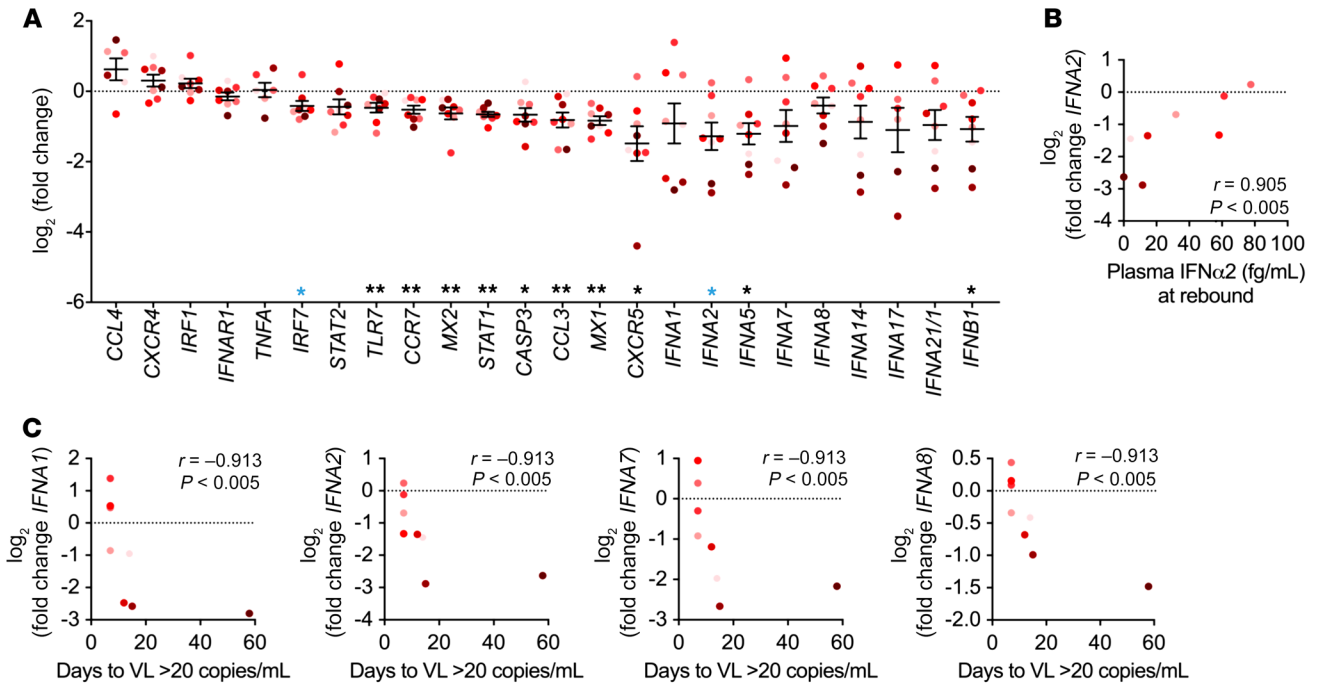 A
2
0
-2
-4
-6
log2 (fold change)
* ** ** ** ** * ** ** * * * *
CCL4 CXCR4 IRF1 IFNAR1 TNFA IRF7 STAT2 TLR7 CCR7 MX2 STAT1 CASP3 CCL3 MX1 CXCR5 IFNA1 IFNA2 IFNA5 IFNA7 IFNA8 IFNA14 IFNA17 IFNA21/1 IFNB1
B
1
0
-1
-2
-3
-4
log2
(fold change IFNA2)
r = 0.905
P < 0.005
0 20 40 60 80 100
Plasma IFNα2 (fg/mL)
at rebound
C
2
1
0
-1
-2
-3
log2
(fold change IFNA1)
r = –0.913
P < 0.005
0 20 40 60
Days to VL >20 copies/mL
1
0
-1
-2
-3
-4
log2
(fold change IFNA2)
r = –0.913
P < 0.005
0 20 40 60
Days to VL >20 copies/mL
1
0
-1
-2
-3
log2
(fold change IFNA7)
r = –0.913
P < 0.005
0 20 40 60
Days to VL >20 copies/mL
0.5
0.0
-0.5
-1.0
-1.5
-2.0
log2
(fold change IFNA8)
r = –0.913
P < 0.005
0 20 40 60
Days to VL >20 copies/mL